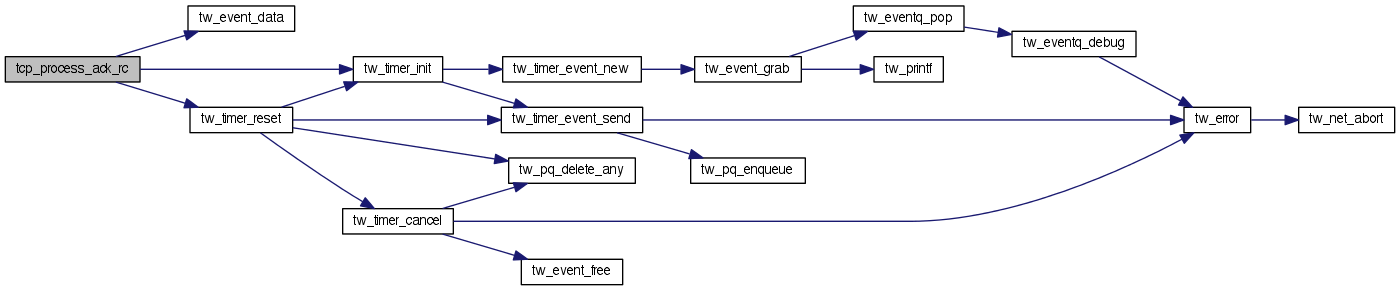 tcp_process_ack_rc
tw_event_data
tw_timer_init
tw_timer_reset
tw_timer_event_new
tw_timer_event_send
tw_pq_delete_any
tw_timer_cancel
tw_event_free
tw_event_grab
tw_pq_enqueue
tw_eventq_pop
tw_printf
tw_eventq_debug
tw_error
tw_net_abort